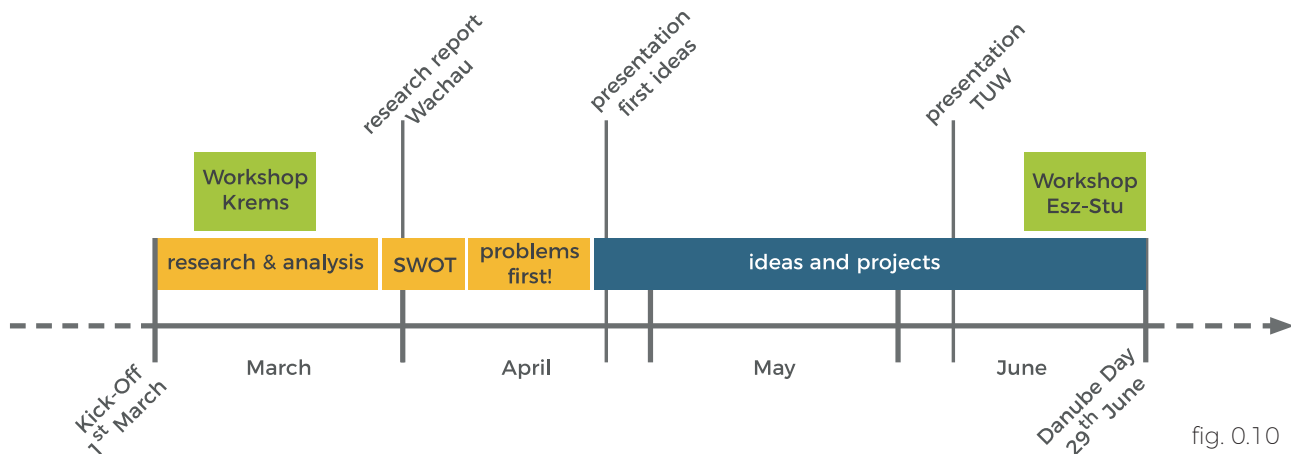 research report
Wachau
presentation
first ideas
presentation
TUW
Workshop
Krems
Workshop
Esz-Stu
research & analysis
SWOT
problems
first!
ideas and projects
March
April
May
June
Kick-Off
1st March
Danube Day
29th June
fig. 0.10